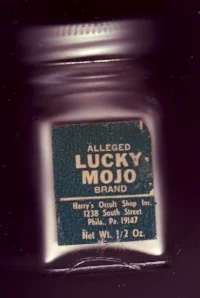 ALLEGED
LUCKY
MOJO
BRAND
Harry's Occult Shop Inc.
1238 South Street
Phila., Pa. 19147
Net Wt. 1/2 Oz.